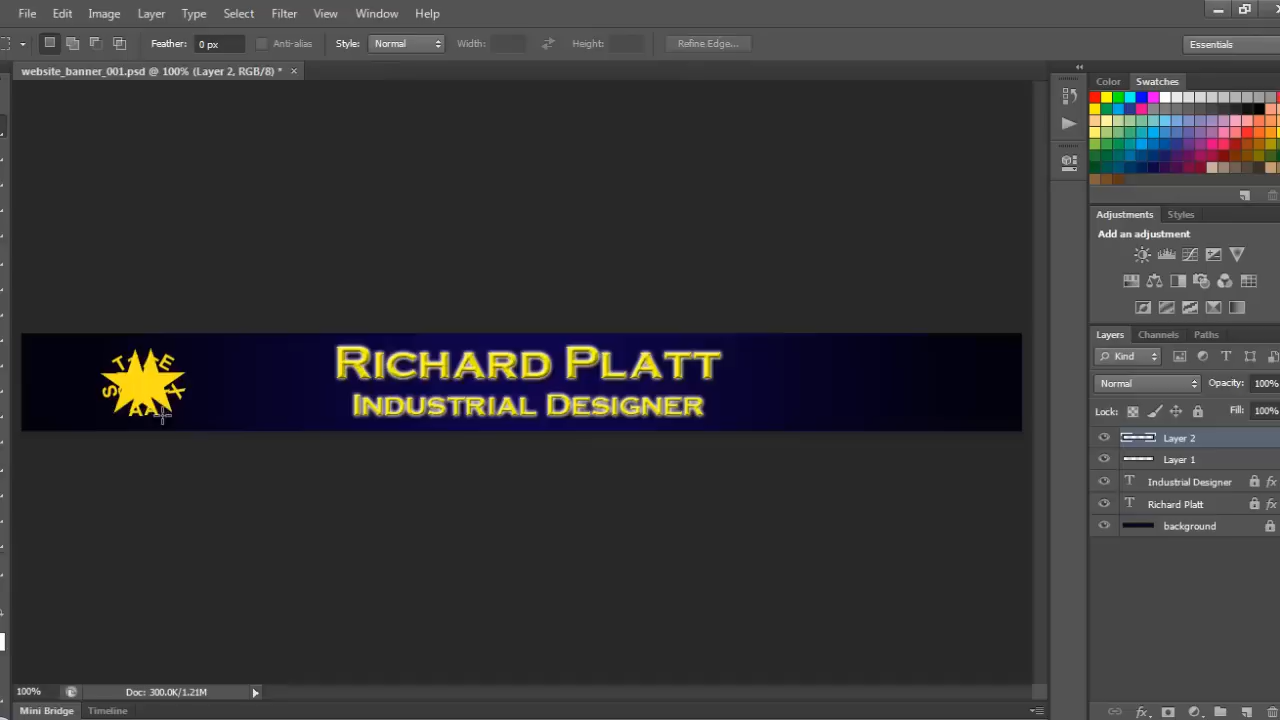 File Edit Image Layer Type Select Filter View Window Help
Feather: 0 px Anti-alias Style: Normal Width: Height: Refine Edge... Essentials
website_banner_001.psd @ 100% (Layer 2, RGB/8) * ×
Color Swatches
Adjustments Styles
Add an adjustment
Layers Channels Paths
Kind
Normal Opacity: 100%
Lock: Fill: 100%
Layer 2
Layer 1
Industrial Designer fx
Richard Platt fx
background
RICHARD PLATT
INDUSTRIAL DESIGNER
100% Doc: 300.0K/1.21M
Mini Bridge Timeline